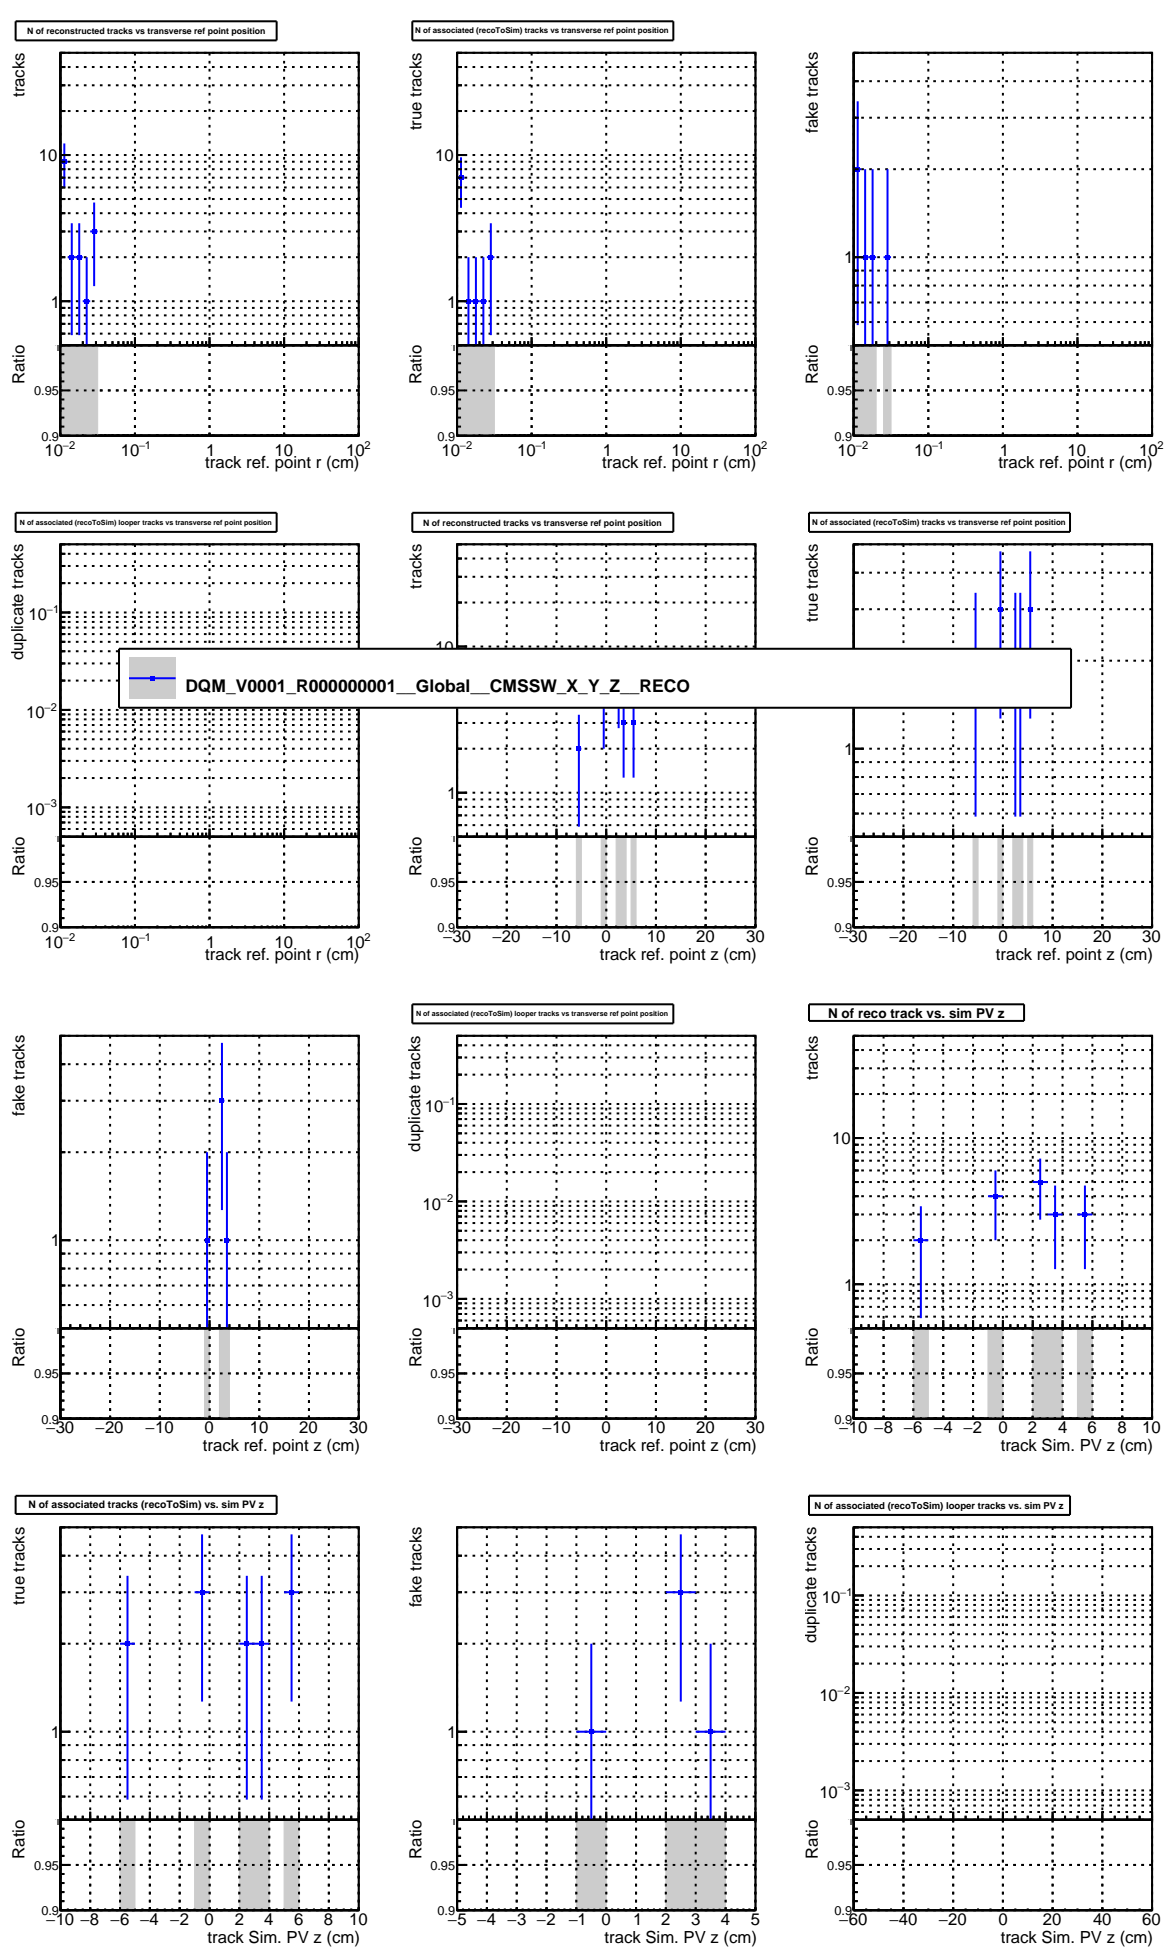 N of reconstructed tracks vs transverse ref point position
tracks
10
1
Ratio
0.95
0.9
10−2 10−1 1 10 102
track ref. point r (cm)
N of associated (recoToSim) tracks vs transverse ref point position
true tracks
10
1
Ratio
0.95
0.9
10−2 10−1 1 10 102
track ref. point r (cm)
fake tracks
1
Ratio
0.95
0.9
10−2 10−1 1 10 102
track ref. point r (cm)
N of associated (recoToSim) looper tracks vs transverse ref point position
duplicate tracks
10−1
10−2
10−3
Ratio
0.95
0.9
10−2 10−1 1 10 102
track ref. point r (cm)
N of reconstructed tracks vs transverse ref point position
tracks
10
1
Ratio
0.95
0.9
−30 −20 −10 0 10 20 30
track ref. point z (cm)
N of associated (recoToSim) tracks vs transverse ref point position
true tracks
1
Ratio
0.95
0.9
−30 −20 −10 0 10 20 30
track ref. point z (cm)
DQM_V0001_R000000001__Global__CMSSW_X_Y_Z__RECO
fake tracks
1
Ratio
0.95
0.9
−30 −20 −10 0 10 20 30
track ref. point z (cm)
N of associated (recoToSim) looper tracks vs transverse ref point position
duplicate tracks
10−1
10−2
10−3
Ratio
0.95
0.9
−30 −20 −10 0 10 20 30
track ref. point z (cm)
N of reco track vs. sim PV z
tracks
10
1
Ratio
0.95
0.9
−10 −8 −6 −4 −2 0 2 4 6 8 10
track Sim. PV z (cm)
N of associated tracks (recoToSim) vs. sim PV z
true tracks
1
Ratio
0.95
0.9
−10 −8 −6 −4 −2 0 2 4 6 8 10
track Sim. PV z (cm)
fake tracks
1
Ratio
0.95
0.9
−5 −4 −3 −2 −1 0 1 2 3 4 5
track Sim. PV z (cm)
N of associated (recoToSim) looper tracks vs. sim PV z
duplicate tracks
10−1
10−2
10−3
Ratio
0.95
0.9
−60 −40 −20 0 20 40 60
track Sim. PV z (cm)